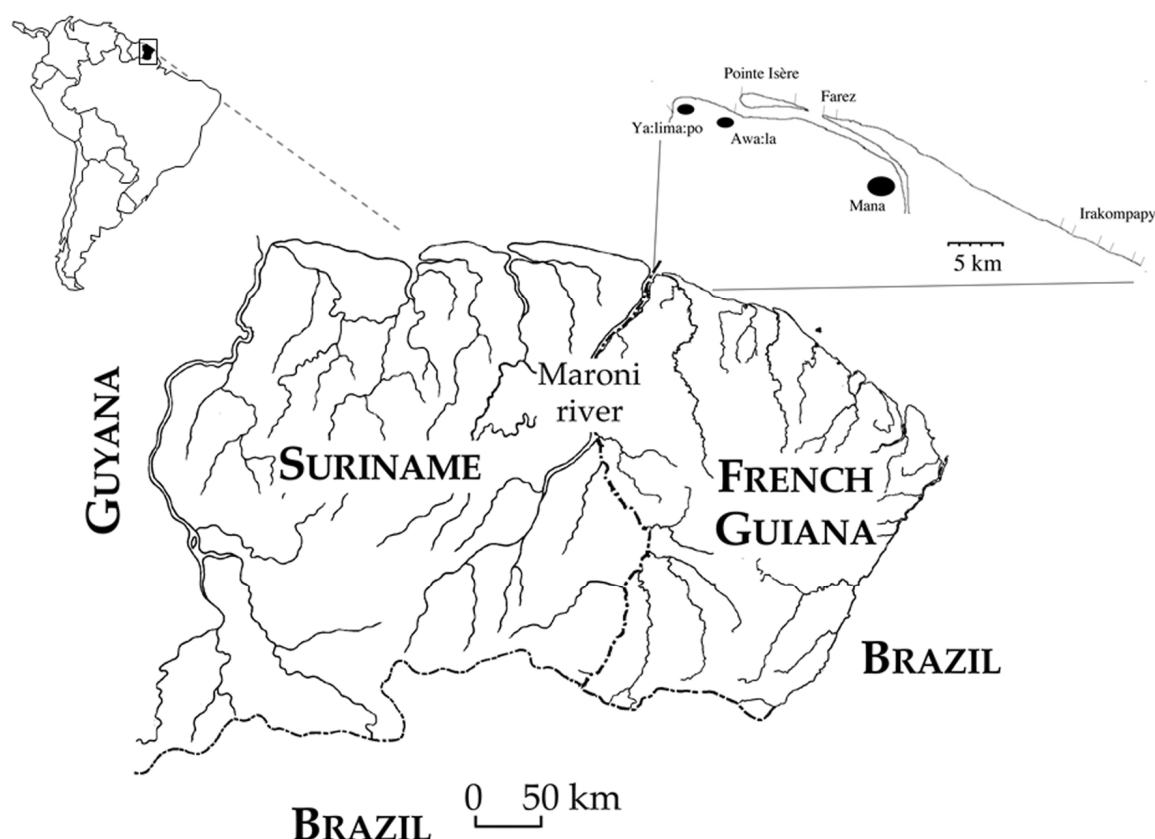 Pointe Isère
Farez
Ya:lima:po
Awa:la
Mana
Irakompapy
5 km
Maroni
river
GUYANA
SURINAME
FRENCH
GUIANA
BRAZIL
0 50 km
BRAZIL